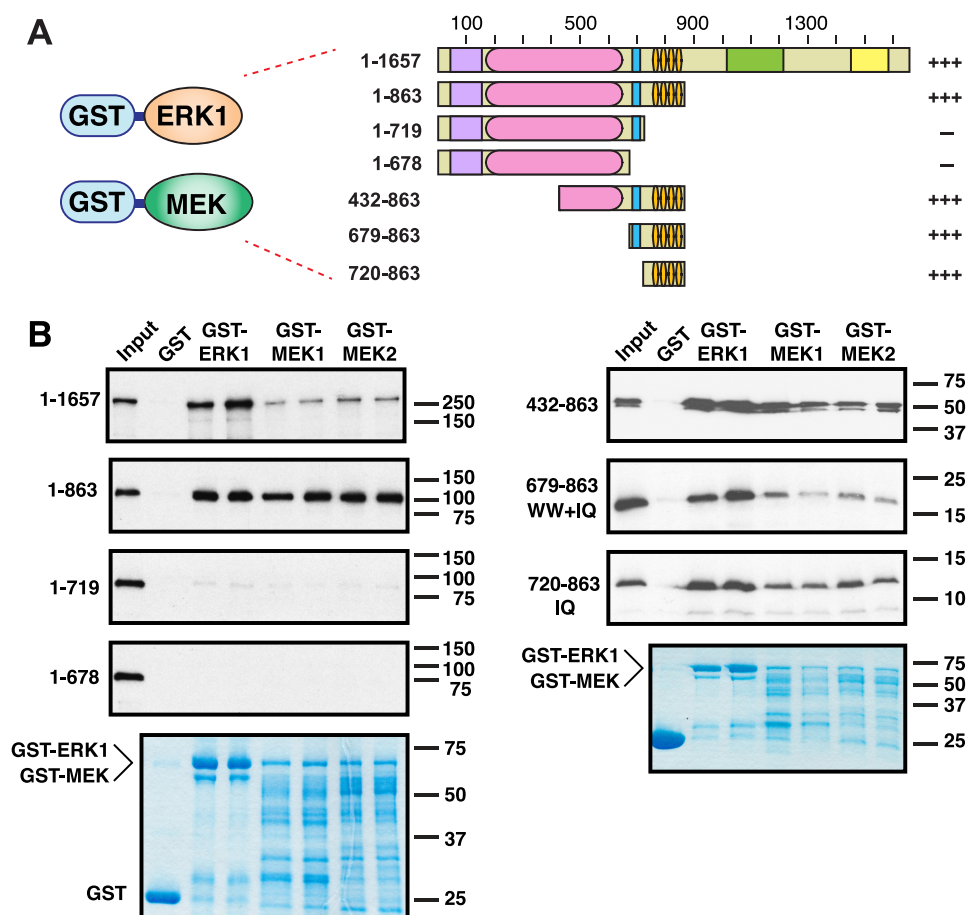 A
100 500 900 1300
1-1657 +++
GST ERK1
1-863 +++
1-719 –
1-678 –
GST MEK
432-863 +++
679-863 +++
720-863 +++
B
Input GST GST-ERK1 GST-MEK1 GST-MEK2
1-1657
250
150
1-863
150
100
75
1-719
150
100
75
1-678
150
100
75
GST-ERK1
GST-MEK
GST
75
50
37
25
Input GST GST-ERK1 GST-MEK1 GST-MEK2
432-863
75
50
37
679-863
WW+IQ
25
15
720-863
IQ
15
10
GST-ERK1
GST-MEK
75
50
37
25